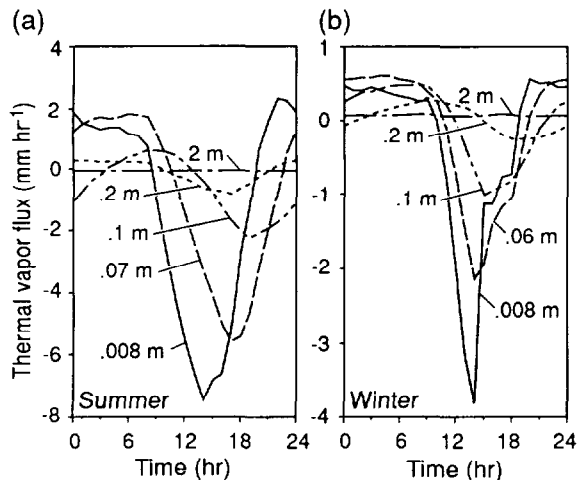 (a)
Thermal vapor flux (mm hr⁻¹)
4
2
0
-2
-4
-6
-8
2 m
.2 m
.1 m
.07 m
.008 m
Summer
0 6 12 18 24
Time (hr)
(b)
1
0
-1
-2
-3
-4
2 m
.2 m
.1 m
.06 m
.008 m
Winter
0 6 12 18 24
Time (hr)